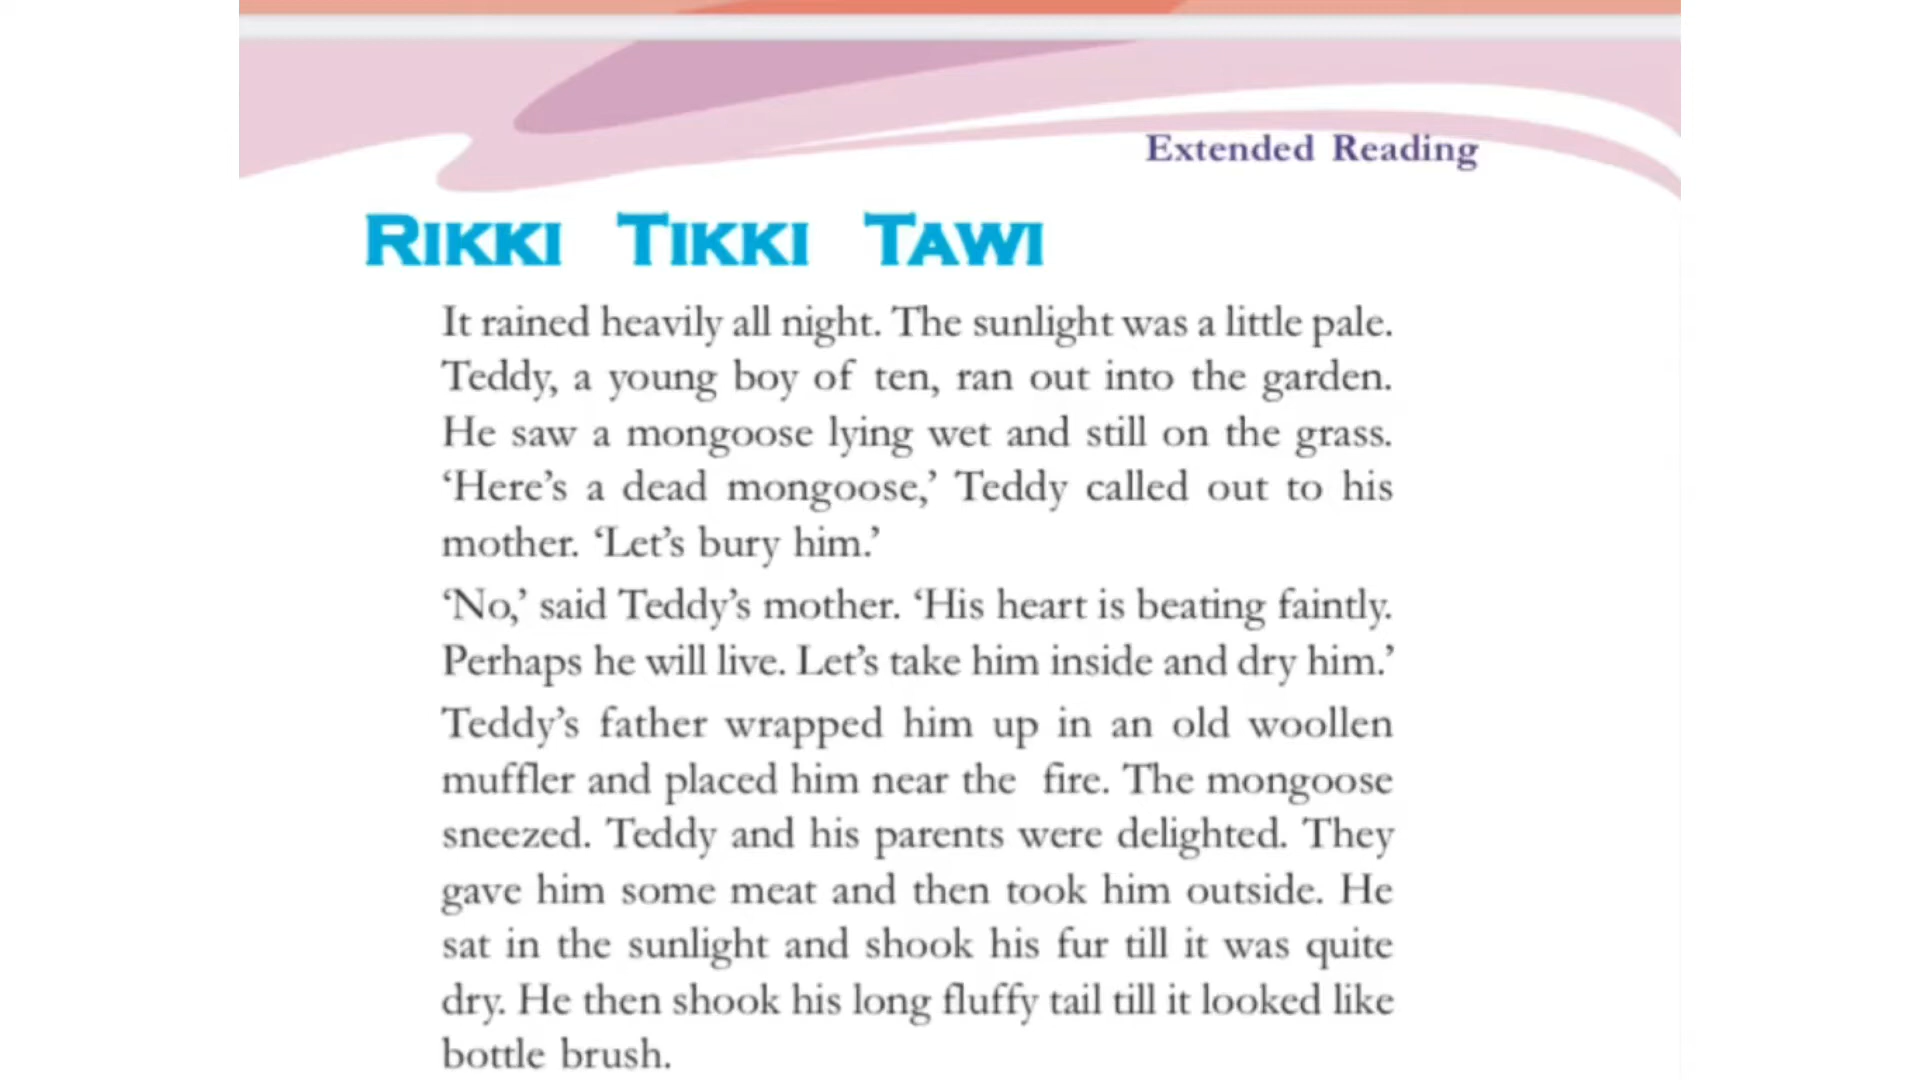 Extended Reading
RIKKI TIKKI TAWI
It rained heavily all night. The sunlight was a little pale.
Teddy, a young boy of ten, ran out into the garden.
He saw a mongoose lying wet and still on the grass.
‘Here’s a dead mongoose,’ Teddy called out to his
mother. ‘Let’s bury him.’
‘No,’ said Teddy’s mother. ‘His heart is beating faintly.
Perhaps he will live. Let’s take him inside and dry him.’
Teddy’s father wrapped him up in an old woollen
muffler and placed him near the fire. The mongoose
sneezed. Teddy and his parents were delighted. They
gave him some meat and then took him outside. He
sat in the sunlight and shook his fur till it was quite
dry. He then shook his long fluffy tail till it looked like
bottle brush.